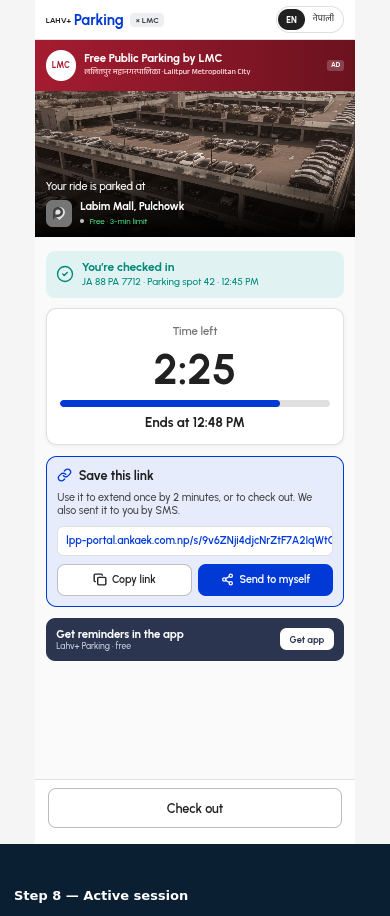 LAHV+ Parking × LMC EN नेपाली
LMC
Free Public Parking by LMC
ललितपुर महानगरपालिका · Lalitpur Metropolitan City
AD
Your ride is parked at
Labim Mall, Pulchowk
Free · 3-min limit
You're checked in
JA 88 PA 7712 · Parking spot 42 · 12:45 PM
Time left
2:25
Ends at 12:48 PM
Save this link
Use it to extend once by 2 minutes, or to check out. We
also sent it to you by SMS.
lpp-portal.ankaek.com.np/s/9v6ZNji4djcNrZtF7A2IqWtC
Copy link
Send to myself
Get reminders in the app
Lahv+ Parking · free
Get app
Check out
Step 8 — Active session